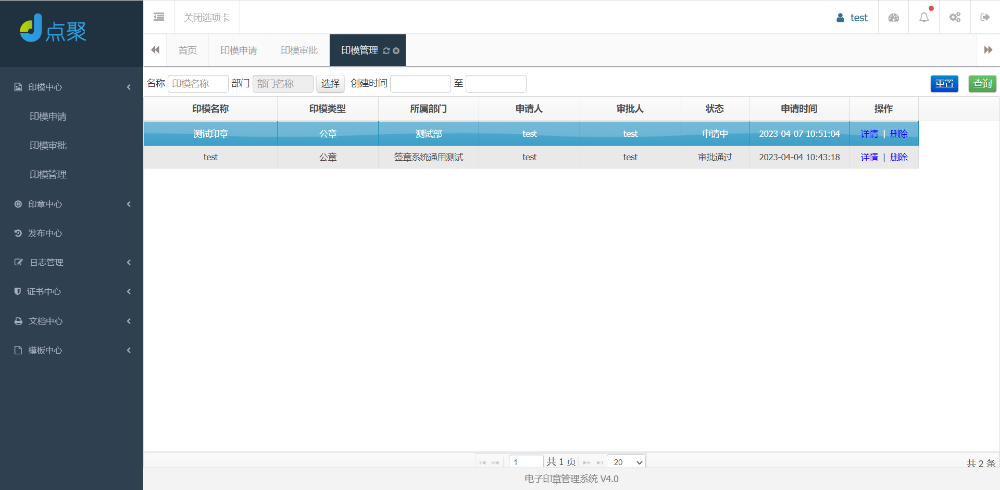 点聚
关闭选项卡
test
首页 印模申请 印模审批 印模管理
印模中心
印模申请
印模审批
印模管理
印章中心
发布中心
日志管理
证书中心
文档中心
模板中心
名称 印模名称 部门 部门名称 选择 创建时间 至 重置 查询
印模名称 印模类型 所属部门 申请人 审批人 状态 申请时间 操作
测试印章 公章 测试部 test test 申请中 2023-04-07 10:51:04 详情 | 删除
test 公章 签章系统通用测试 test test 审批通过 2023-04-04 10:43:18 详情 | 删除
1 共 1 页 20 共 2 条
电子印章管理系统 V4.0